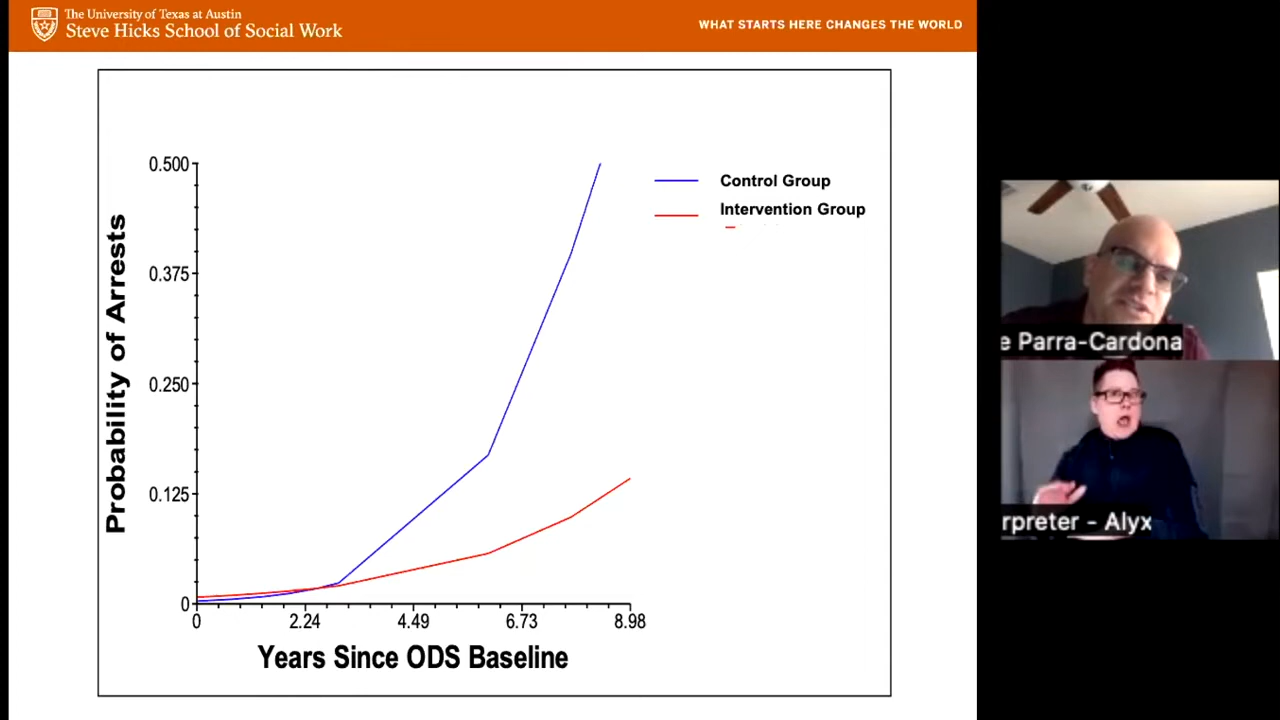 The University of Texas at Austin
Steve Hicks School of Social Work
WHAT STARTS HERE CHANGES THE WORLD
0.500
0.375
0.250
0.125
0
Probability of Arrests
Control Group
Intervention Group
0 2.24 4.49 6.73 8.98
Years Since ODS Baseline
e Parra-Cardona
rpreter - Alyx